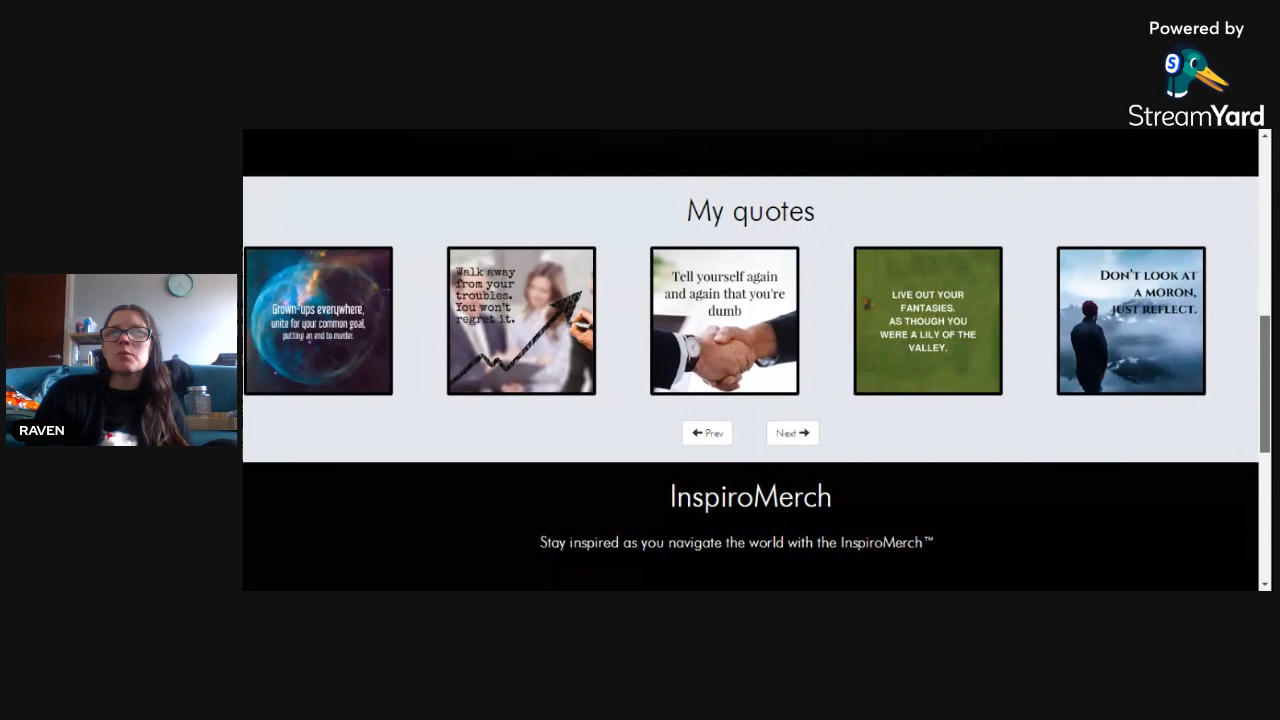 Powered by
S
StreamYard
My quotes
Grown-ups everywhere,
unite for your common goal,
putting an end to murder.
Walk away
from your
troubles.
You won't
regret it.
Tell yourself again
and again that you're
dumb
LIVE OUT YOUR
FANTASIES.
AS THOUGH YOU
WERE A LILY OF THE
VALLEY.
DON'T LOOK AT
A MORON,
JUST REFLECT.
Prev
Next
RAVEN
InspiroMerch
Stay inspired as you navigate the world with the InspiroMerch™